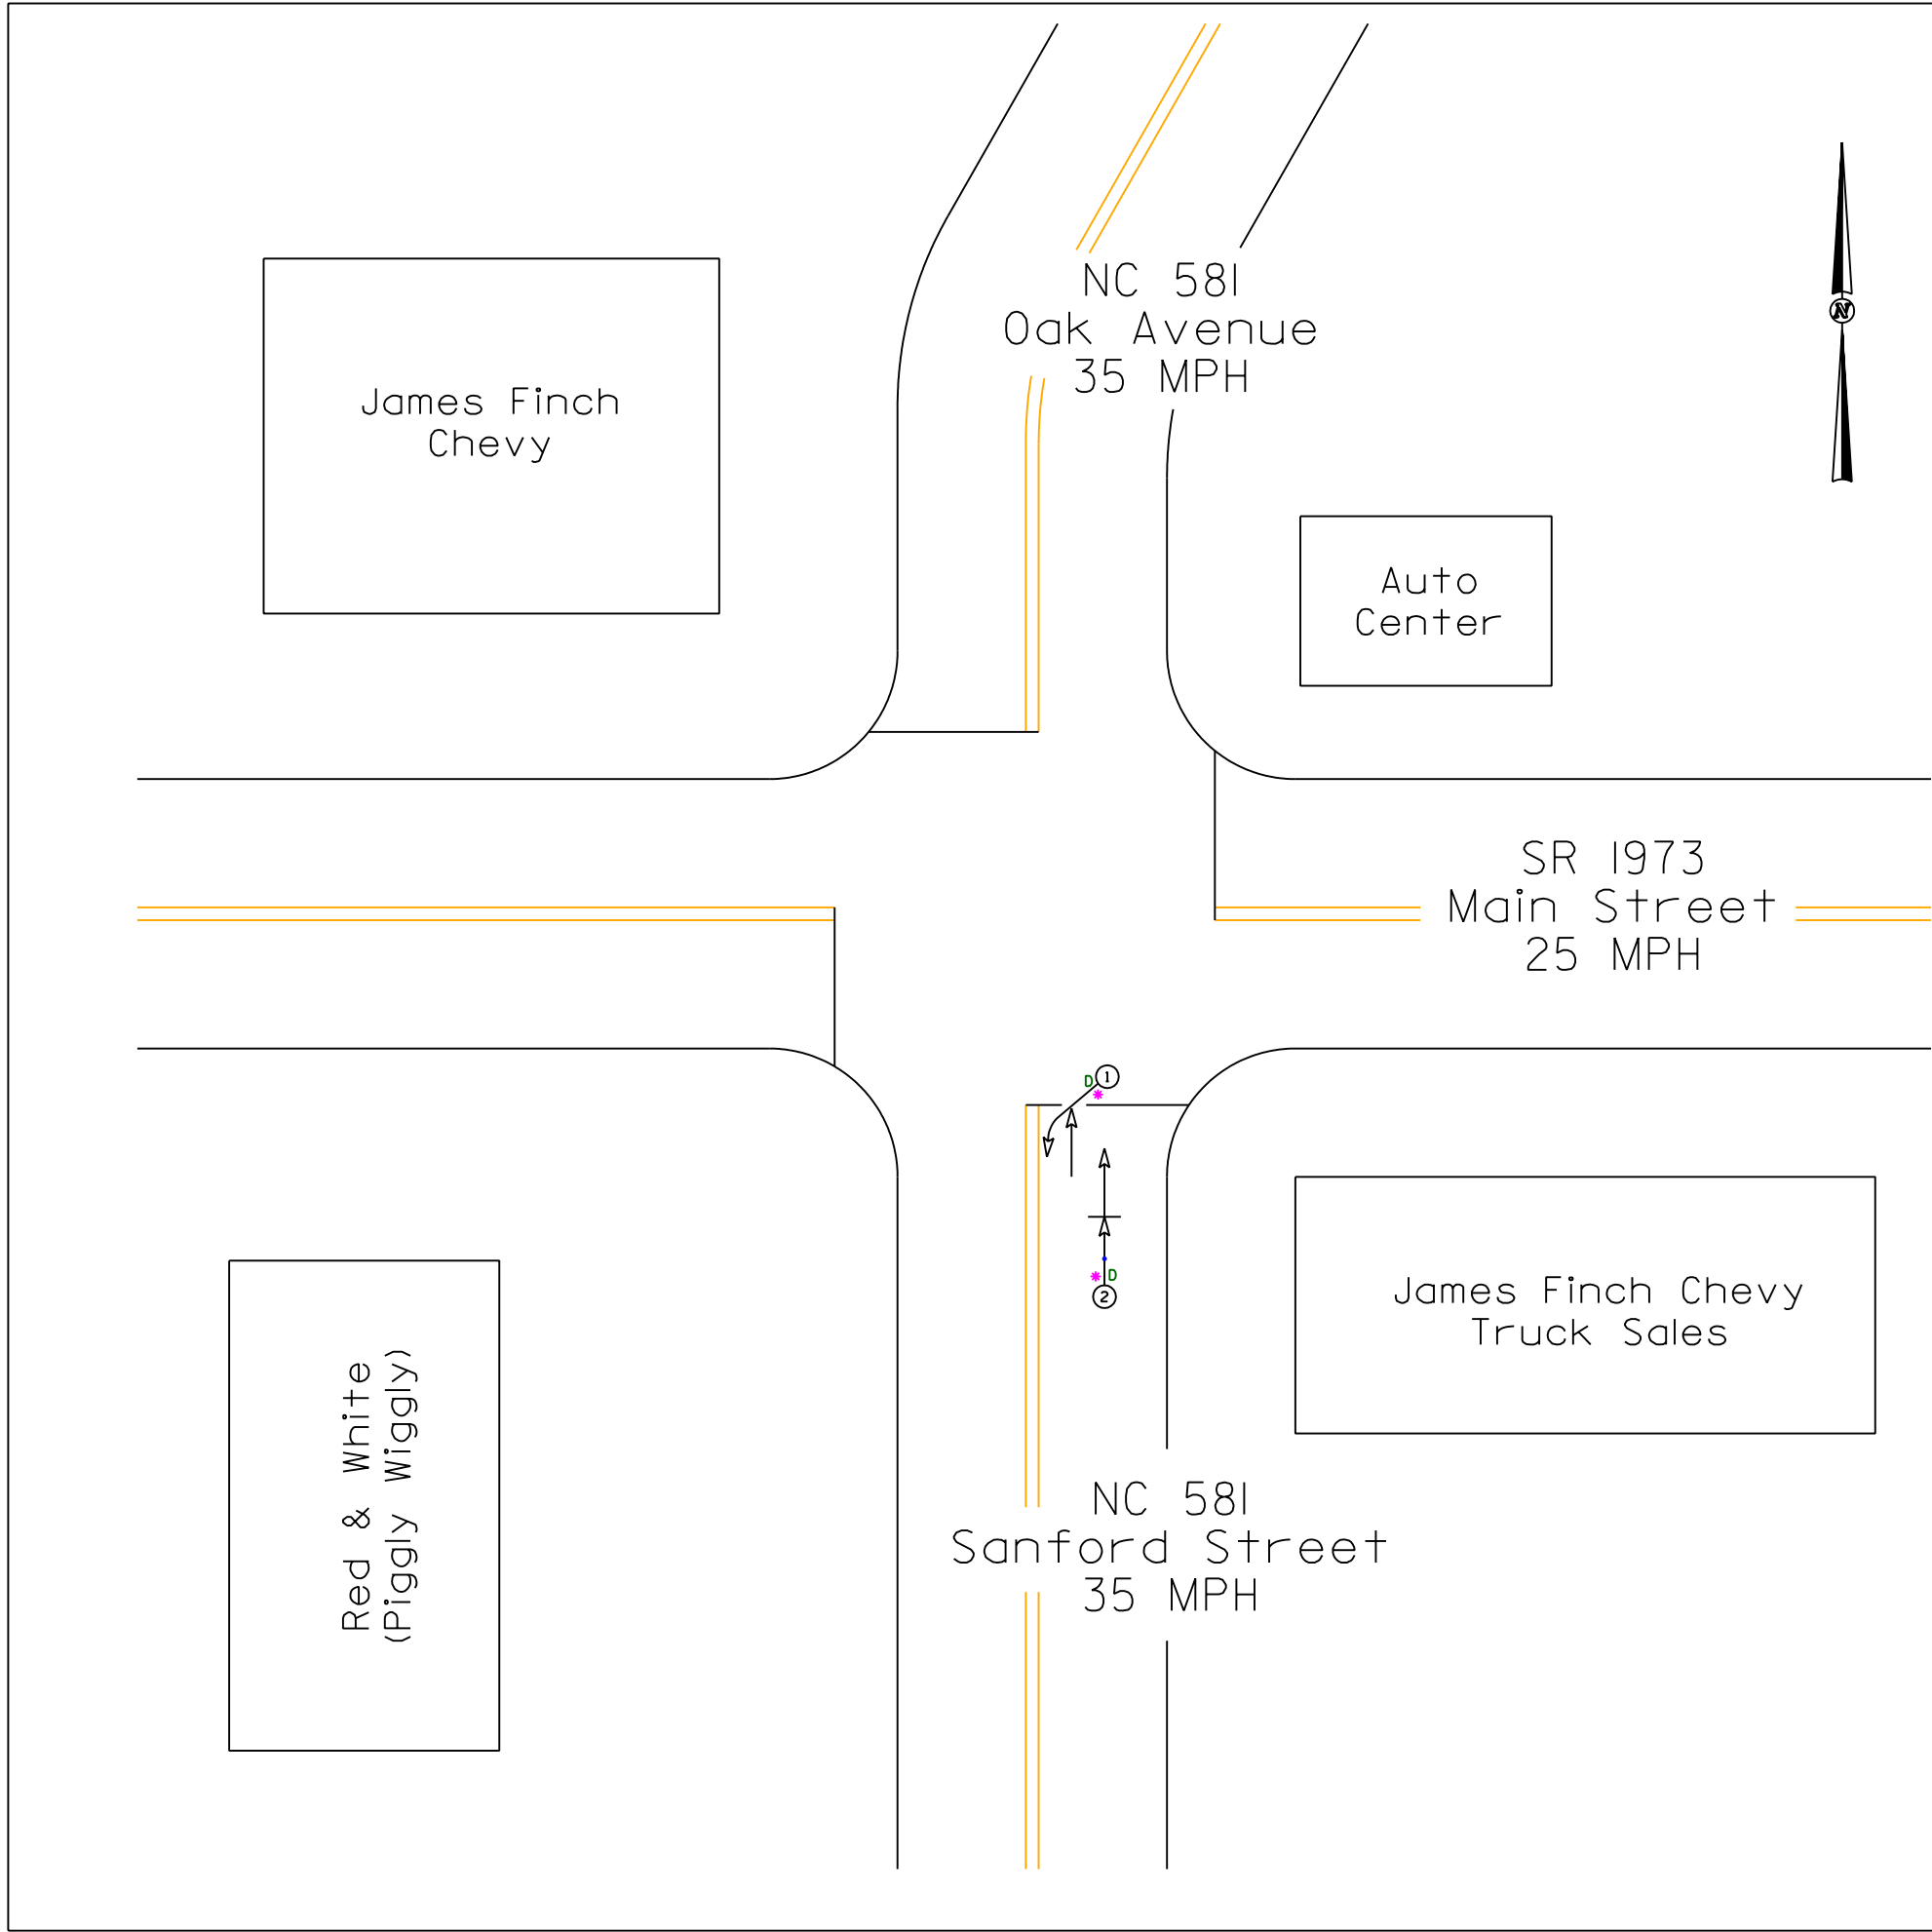 NC 581
Oak Avenue
35 MPH
N
James Finch
Chevy
Auto
Center
SR 1973
Main Street
25 MPH
D
1
D
2
James Finch Chevy
Truck Sales
Red & White
(Piggly Wiggly)
NC 581
Sanford Street
35 MPH